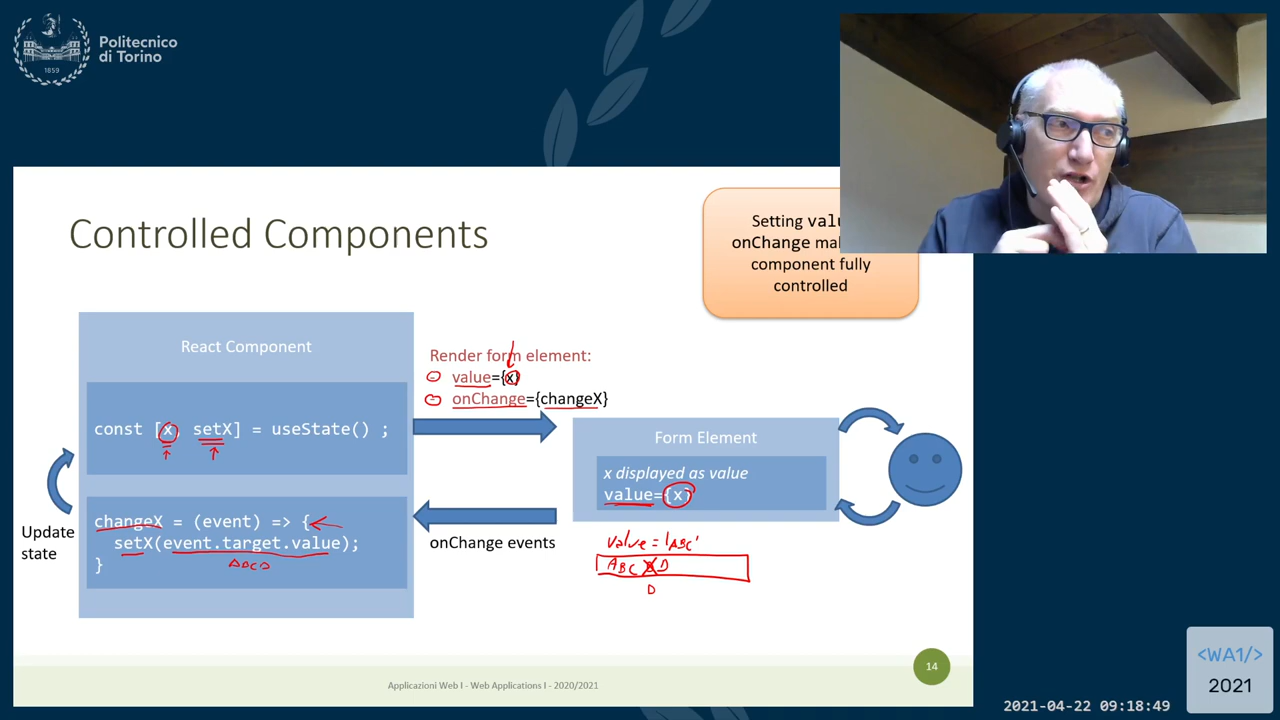 Politecnico
di Torino
1859
Controlled Components
Setting
onChange
component fully
controlled
React Component
const [x, setX] = useState() ;
changeX = (event) => {
setX(event.target.value);
}
ABCD
Update
state
Render form element:
- value={x}
- onChange={changeX}
onChange events
Form Element
x displayed as value
value={x}
value = 'ABC'
ABC D
D
14
Applicazioni Web I - Web Applications I - 2020/2021
<WA1/>
2021
2021-04-22 09:18:49